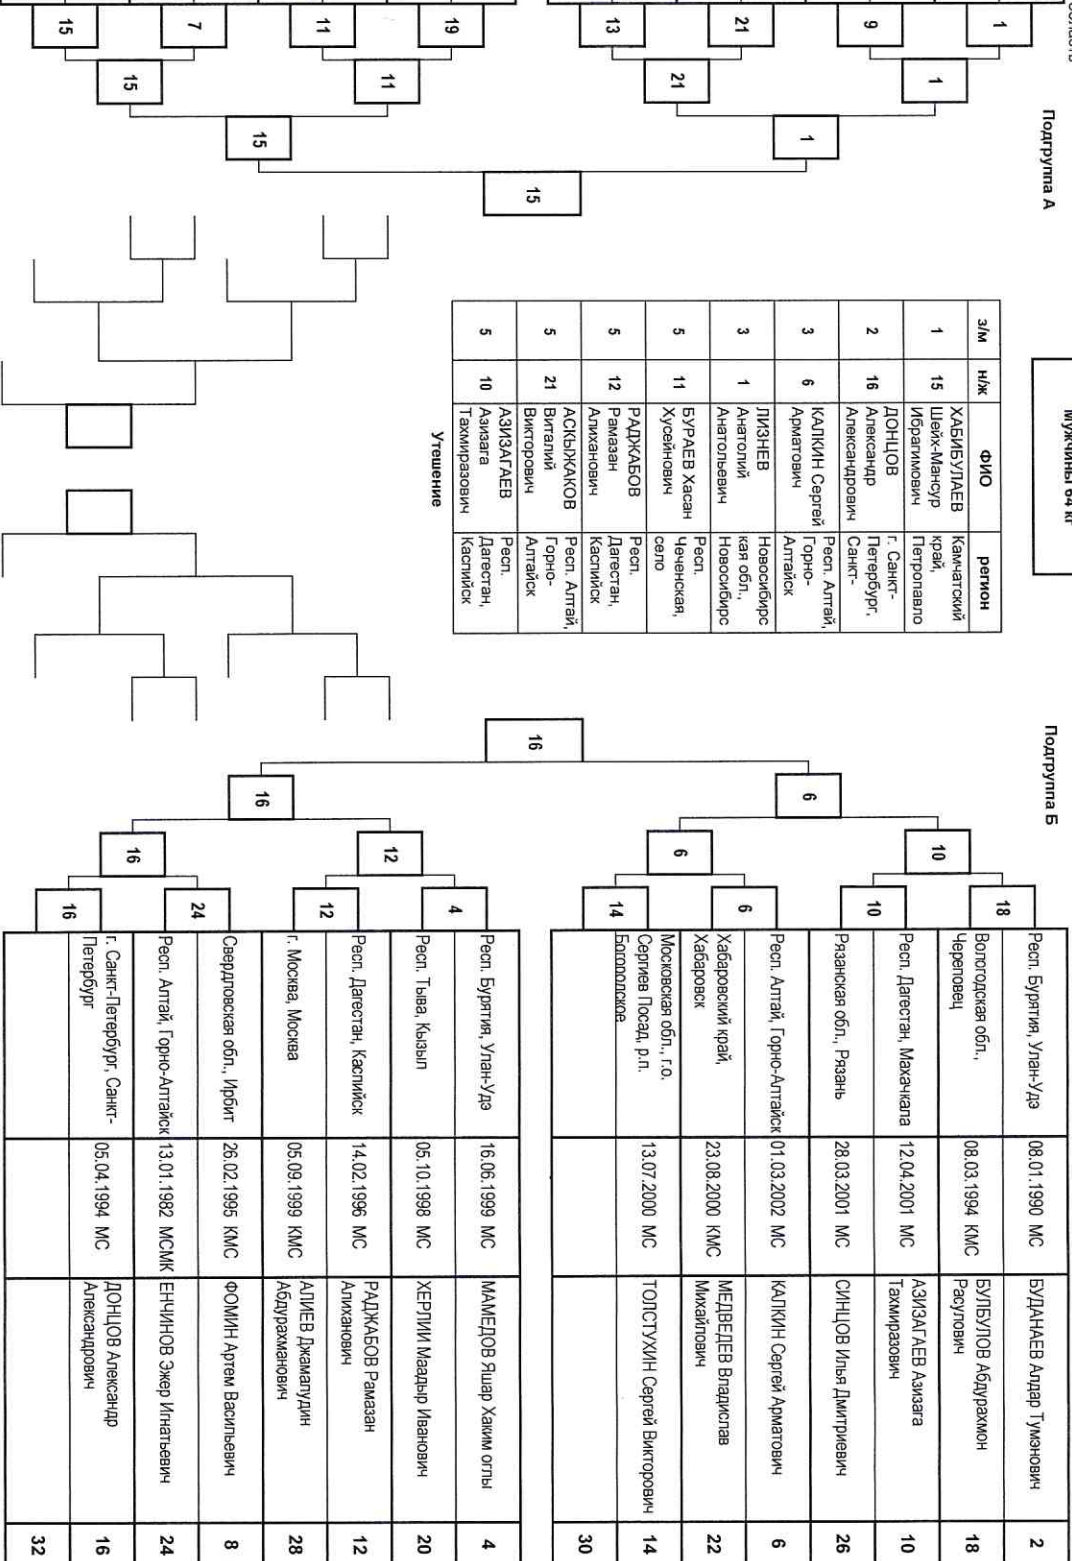 область
Мужчины 64 кг
Подгруппа А
1
9
21
13
19
11
7
15
1
21
11
15
1
15
15
з/м
н/ж
ФИО
регион
1
15
ХАБИБУЛАЕВ
Шейх-Мансур
Ибрагимович
Камчатский
край,
Петропавло
2
16
ДОНЦОВ
Александр
Александрович
г. Санкт-
Петербург,
Санкт-
3
6
КАЛКИН Сергей
Арматович
Респ. Алтай,
Горно-
Алтайск
3
1
ЛИЗНЕВ
Анатолий
Анатольевич
Новосибирс
кая обл.,
Новосибирс
5
11
БУРАЕВ Хасан
Хусейнович
Респ.
Чеченская,
село
5
12
РАДЖАБОВ
Рамазан
Алиханович
Респ.
Дагестан,
Каспийск
5
21
АСКЫЖАКОВ
Виталий
Викторович
Респ. Алтай,
Горно-
Алтайск
5
10
АЗИЗАГАЕВ
Азизага
Тахмиразович
Респ.
Дагестан,
Каспийск
Утешение
Подгруппа Б
16
6
16
10
6
12
16
18
10
6
14
4
12
24
16
Респ. Бурятия, Улан-Удэ
08.01.1990 МС
БУДАНАЕВ Алдар Тумэнович
2
Вологодская обл.,
Череповец
08.03.1994 КМС
БУЛБУЛОВ Абдурахмон
Расулович
18
Респ. Дагестан, Махачкала
12.04.2001 МС
АЗИЗАГАЕВ Азизага
Тахмиразович
10
Рязанская обл., Рязань
28.03.2001 МС
СИНЦОВ Илья Дмитриевич
26
Респ. Алтай, Горно-Алтайск
01.03.2002 МС
КАЛКИН Сергей Арматович
6
Хабаровский край,
Хабаровск
23.08.2000 КМС
МЕДВЕДЕВ Владислав
Михайлович
22
Московская обл., г.о.
Сергиев Посад, р.п.
Богородское
13.07.2000 МС
ТОЛСТУХИН Сергей Викторович
14
30
Респ. Бурятия, Улан-Удэ
16.06.1999 МС
МАМЕДОВ Яшар Хаким оглы
4
Респ. Тыва, Кызыл
05.10.1998 МС
ХЕРЛИИ Маадыр Иванович
20
Респ. Дагестан, Каспийск
14.02.1996 МС
РАДЖАБОВ Рамазан
Алиханович
12
г. Москва, Москва
05.09.1999 КМС
АЛИЕВ Джамалудин
Абдурахманович
28
Свердловская обл., Ирбит
26.02.1995 КМС
ФОМИН Артем Васильевич
8
Респ. Алтай, Горно-Алтайск
13.01.1982 МСМК
ЕНЧИНОВ Эжер Игнатьевич
24
г. Санкт-Петербург, Санкт-
Петербург
05.04.1994 МС
ДОНЦОВ Александр
Александрович
16
32